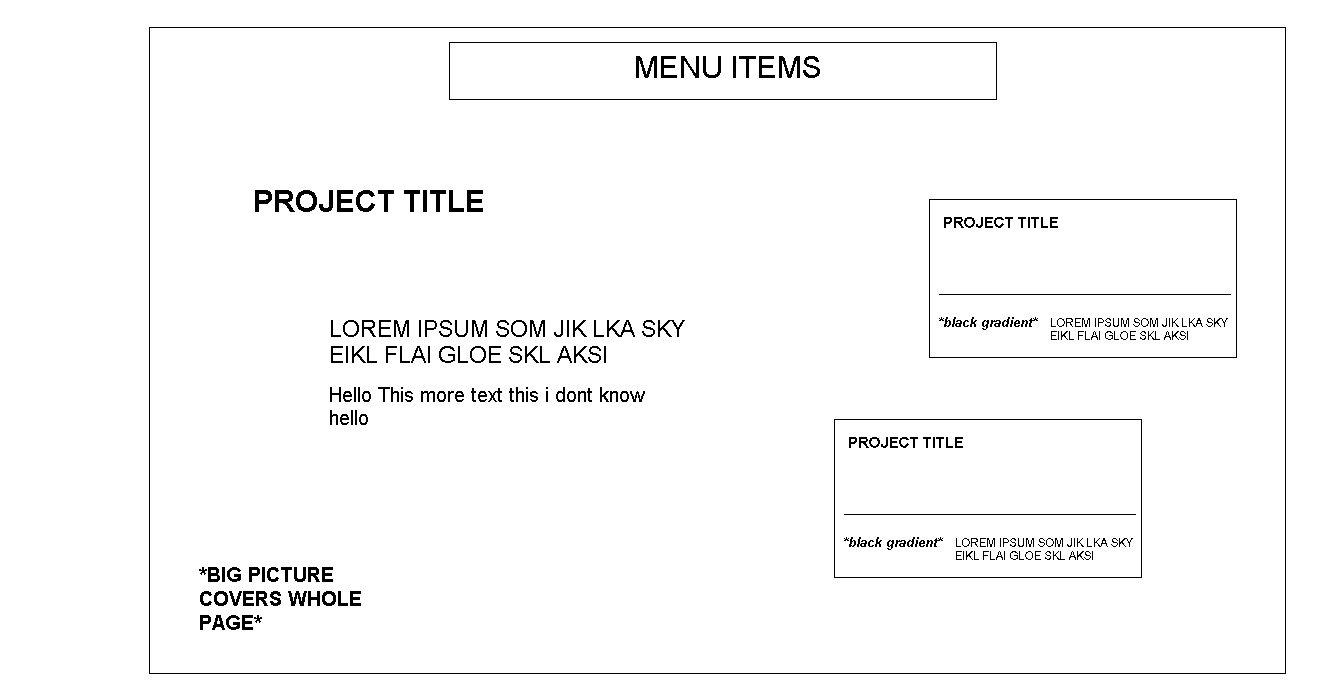 MENU ITEMS
PROJECT TITLE
LOREM IPSUM SOM JIK LKA SKY
EIKL FLAI GLOE SKL AKSI
Hello This more text this i dont know
hello
*BIG PICTURE
COVERS WHOLE
PAGE*
PROJECT TITLE
*black gradient* LOREM IPSUM SOM JIK LKA SKY
EIKL FLAI GLOE SKL AKSI
PROJECT TITLE
*black gradient* LOREM IPSUM SOM JIK LKA SKY
EIKL FLAI GLOE SKL AKSI